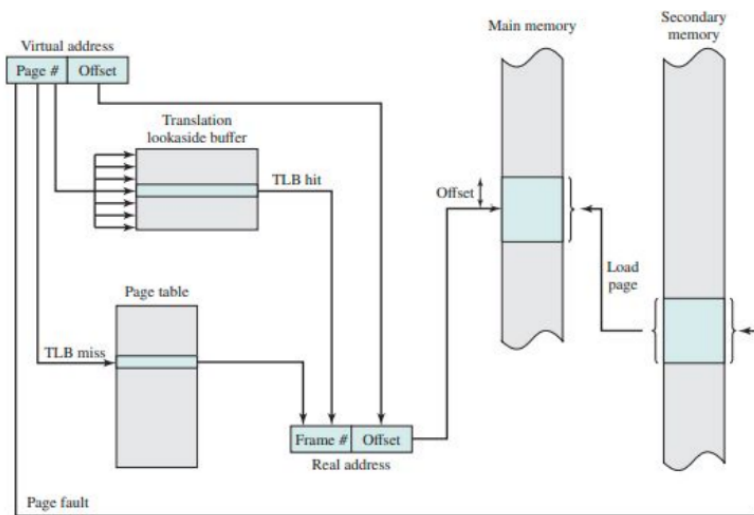 Main memory
Secondary
memory
Virtual address
Page # Offset
Translation
lookaside buffer
TLB hit
Offset
Load
page
Page table
TLB miss
Frame # Offset
Real address
Page fault